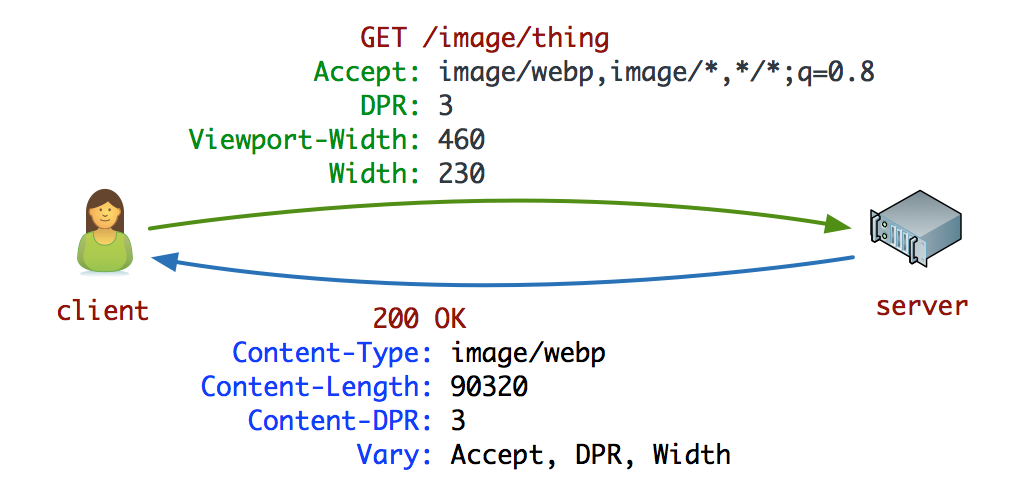 GET /image/thing
Accept: image/webp,image/*,*/*;q=0.8
DPR: 3
Viewport-Width: 460
Width: 230
client
server
200 OK
Content-Type: image/webp
Content-Length: 90320
Content-DPR: 3
Vary: Accept, DPR, Width